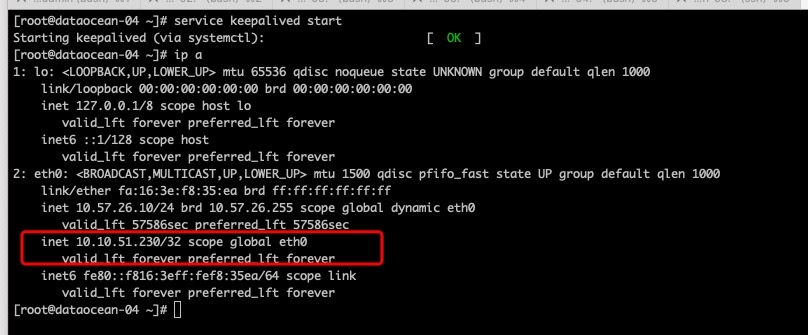 [root@dataocean-04 ~]# service keepalived start
Starting keepalived (via systemctl):                       [  OK  ]
[root@dataocean-04 ~]# ip a
1: lo: <LOOPBACK,UP,LOWER_UP> mtu 65536 qdisc noqueue state UNKNOWN group default qlen 1000
    link/loopback 00:00:00:00:00:00 brd 00:00:00:00:00:00
    inet 127.0.0.1/8 scope host lo
       valid_lft forever preferred_lft forever
    inet6 ::1/128 scope host
       valid_lft forever preferred_lft forever
2: eth0: <BROADCAST,MULTICAST,UP,LOWER_UP> mtu 1500 qdisc pfifo_fast state UP group default qlen 1000
    link/ether fa:16:3e:f8:35:ea brd ff:ff:ff:ff:ff:ff
    inet 10.57.26.10/24 brd 10.57.26.255 scope global dynamic eth0
       valid_lft 57586sec preferred_lft 57586sec
    inet 10.10.51.230/32 scope global eth0
       valid_lft forever preferred_lft forever
    inet6 fe80::f816:3eff:fef8:35ea/64 scope link
       valid_lft forever preferred_lft forever
[root@dataocean-04 ~]#